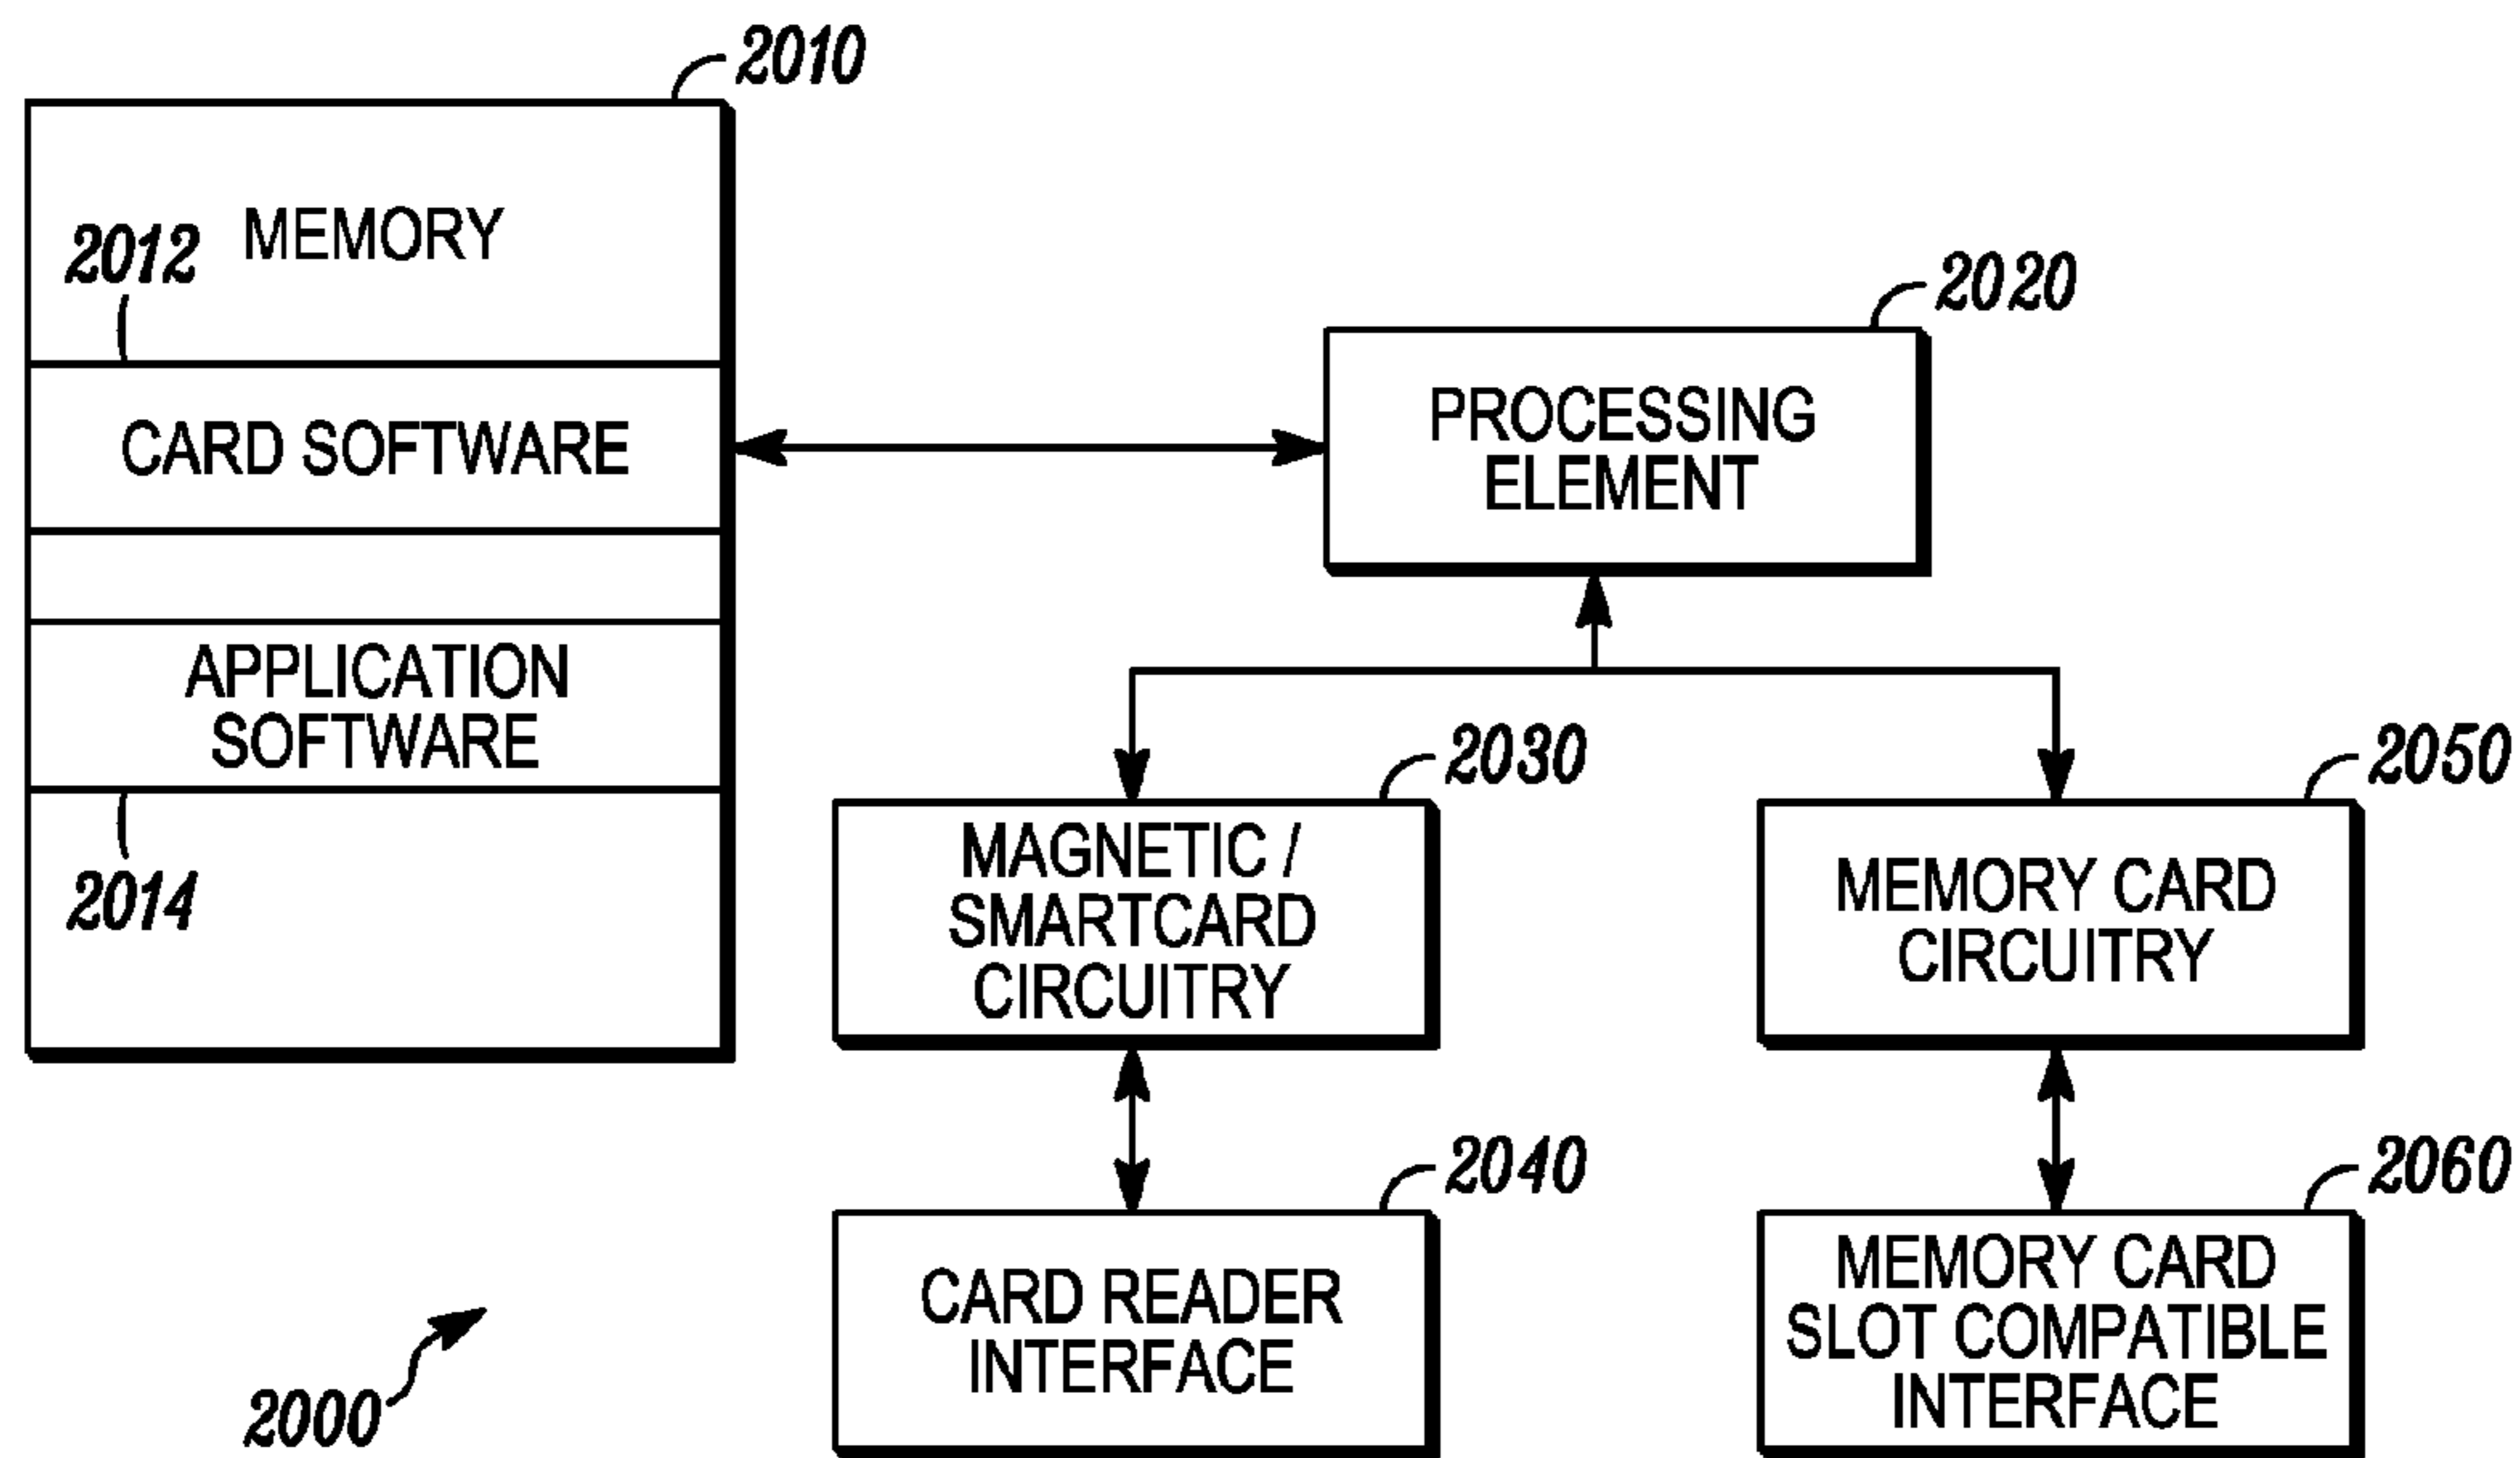 2010
MEMORY
2012
CARD SOFTWARE
APPLICATION
SOFTWARE
2014
2020
PROCESSING
ELEMENT
2030
MAGNETIC /
SMARTCARD
CIRCUITRY
2050
MEMORY CARD
CIRCUITRY
2040
CARD READER
INTERFACE
2060
MEMORY CARD
SLOT COMPATIBLE
INTERFACE
2000